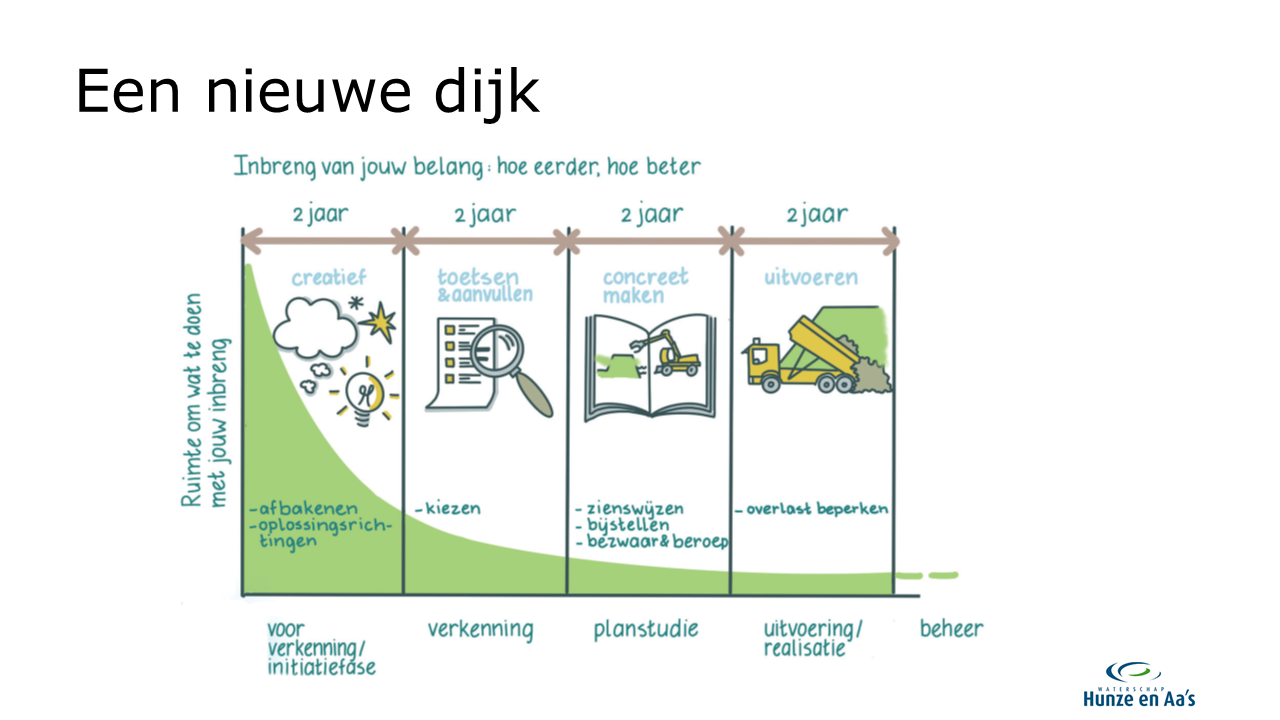 Een nieuwe dijk
Inbreng van jouw belang: hoe eerder, hoe beter
2 jaar
2 jaar
2 jaar
2 jaar
creatief
toetsen
& aanvullen
concreet
maken
uitvoeren
Ruimte om wat te doen
met jouw inbreng
- afbakenen
- oplossingsrich-
tingen
- kiezen
- zienswijzen
- bijstellen
- bezwaar & beroep
- overlast beperken
voor
verkenning/
initiatiefase
verkenning
planstudie
uitvoering/
realisatie
beheer
WATERSCHAP
Hunze en Aa's